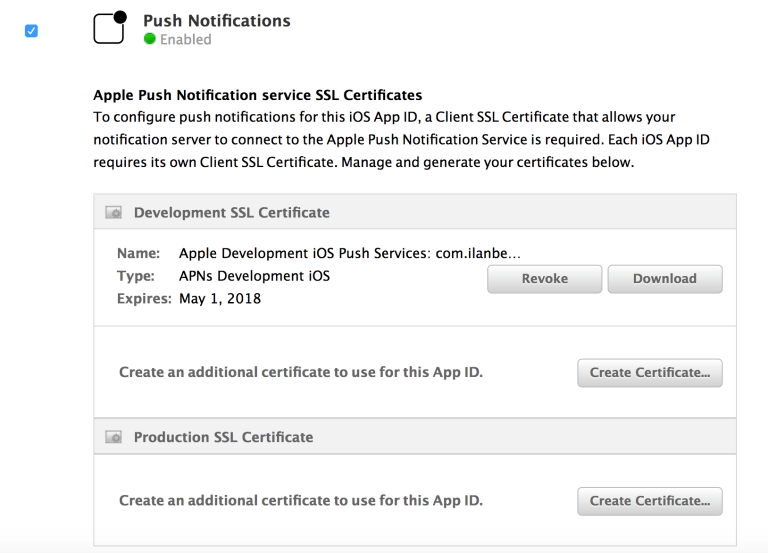 Push Notifications
Enabled
Apple Push Notification service SSL Certificates
To configure push notifications for this iOS App ID, a Client SSL Certificate that allows your
notification server to connect to the Apple Push Notification Service is required. Each iOS App ID
requires its own Client SSL Certificate. Manage and generate your certificates below.
Development SSL Certificate
Name: Apple Development iOS Push Services: com.ilanbe...
Type: APNs Development iOS
Revoke Download
Expires: May 1, 2018
Create an additional certificate to use for this App ID. Create Certificate...
Production SSL Certificate
Create an additional certificate to use for this App ID. Create Certificate...